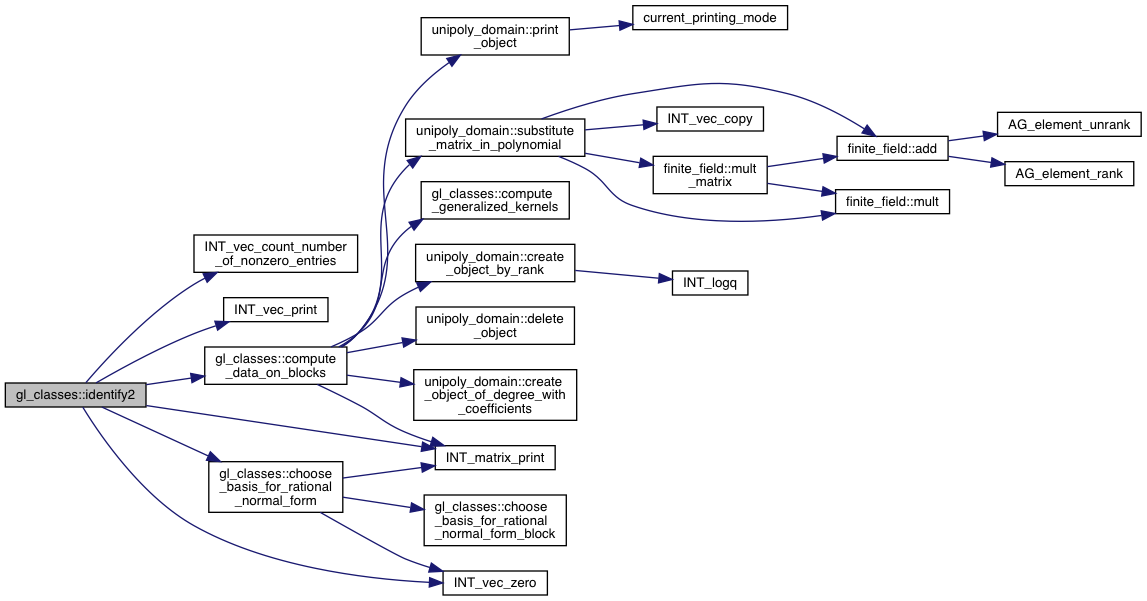 unipoly_domain::print
_object
current_printing_mode
unipoly_domain::substitute
_matrix_in_polynomial
INT_vec_copy
finite_field::add
AG_element_unrank
AG_element_rank
finite_field::mult
_matrix
finite_field::mult
gl_classes::compute
_generalized_kernels
INT_vec_count_number
_of_nonzero_entries
unipoly_domain::create
_object_by_rank
INT_logq
INT_vec_print
unipoly_domain::delete
_object
gl_classes::compute
_data_on_blocks
gl_classes::identify2
unipoly_domain::create
_object_of_degree_with
_coefficients
INT_matrix_print
gl_classes::choose
_basis_for_rational
_normal_form
gl_classes::choose
_basis_for_rational
_normal_form_block
INT_vec_zero